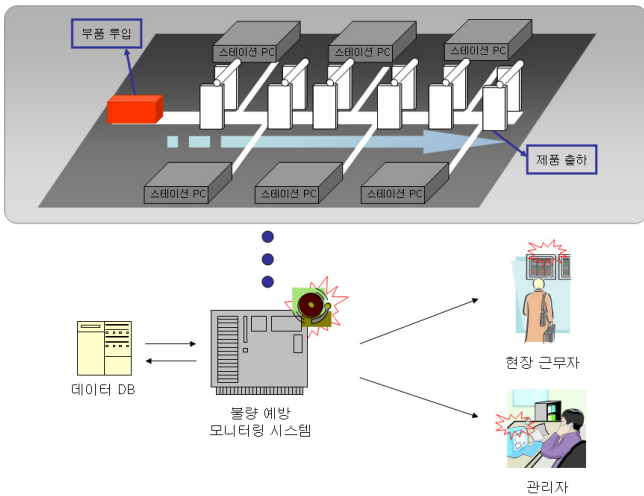 부품 투입
스테이션 PC
스테이션 PC
스테이션 PC
제품 출하
스테이션 PC
스테이션 PC
스테이션 PC
데이터 DB
불량 예방
모니터링 시스템
현장 근무자
관리자